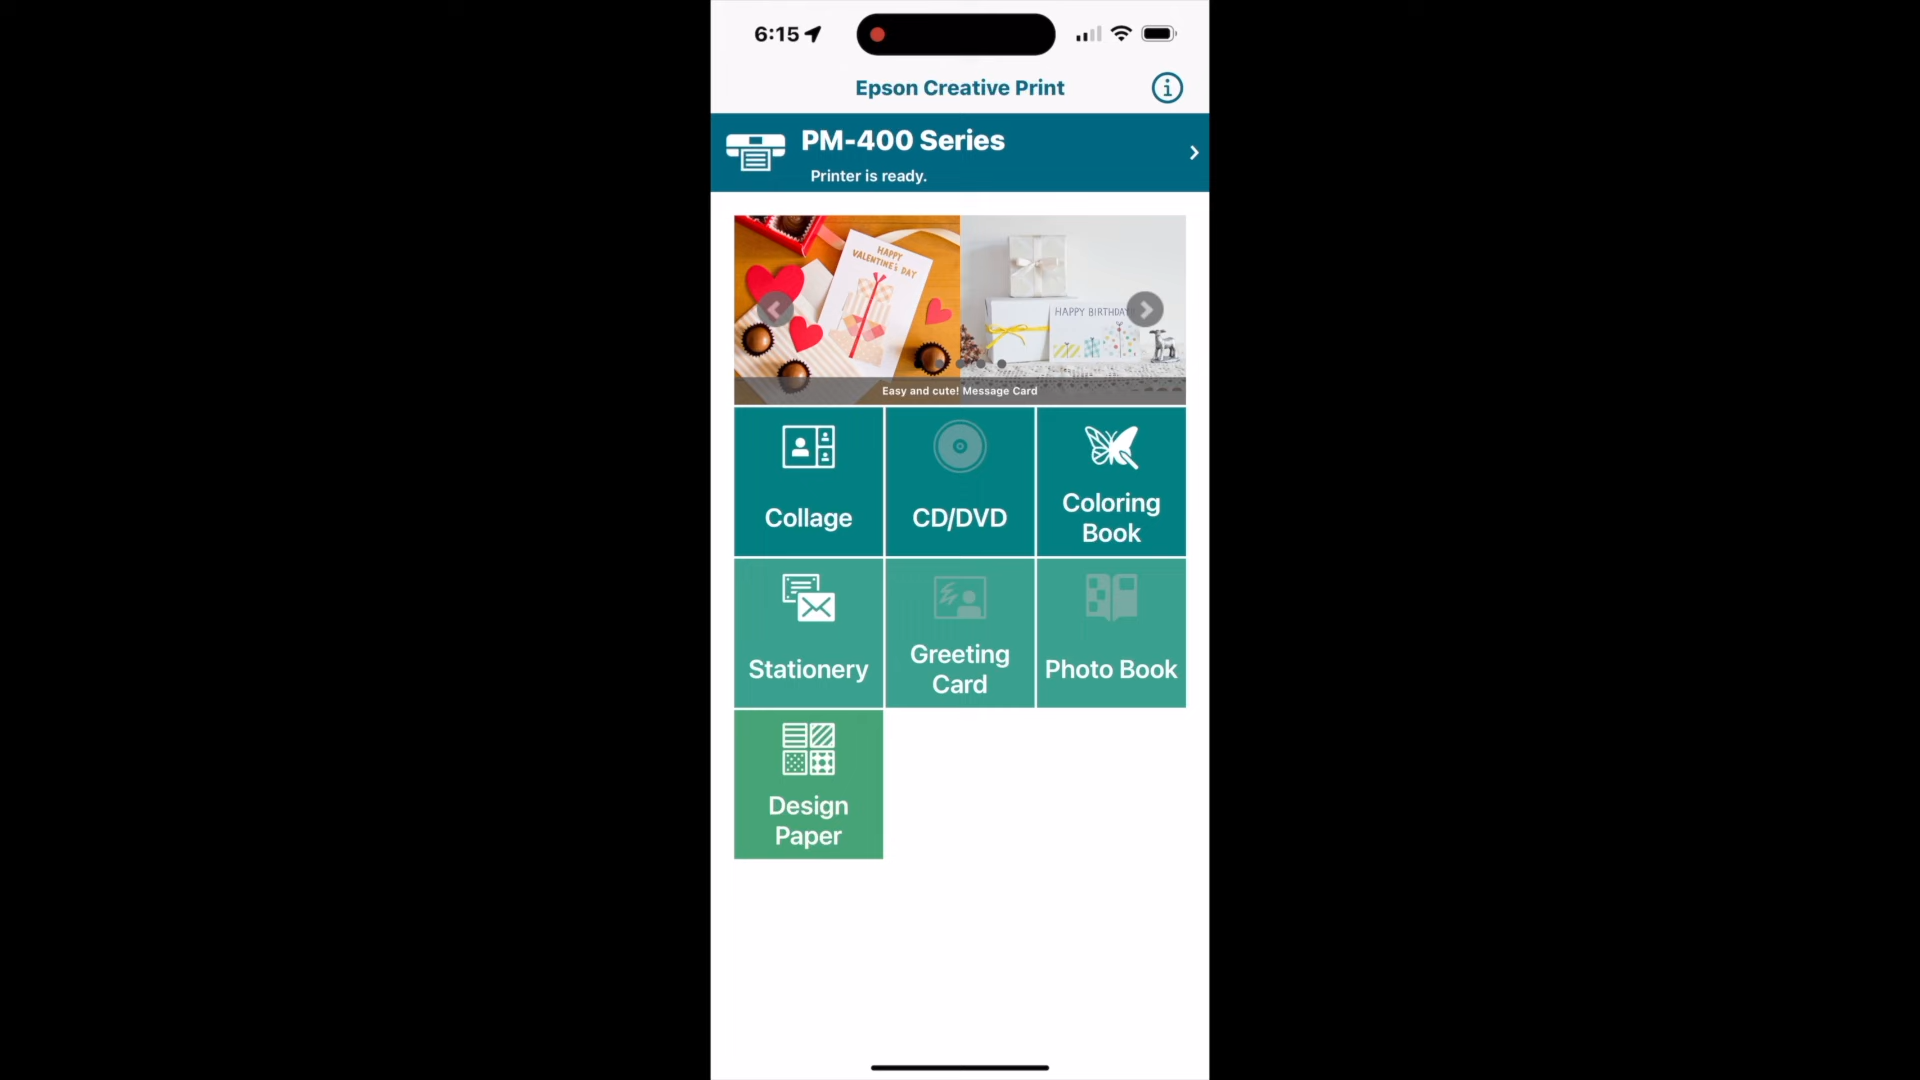 6:15
Epson Creative Print
PM-400 Series
Printer is ready.
HAPPY
VALENTINE'S DAY
HAPPY BIRTHDA
Easy and cute! Message Card
Collage
CD/DVD
Coloring
Book
Stationery
Greeting
Card
Photo Book
Design
Paper